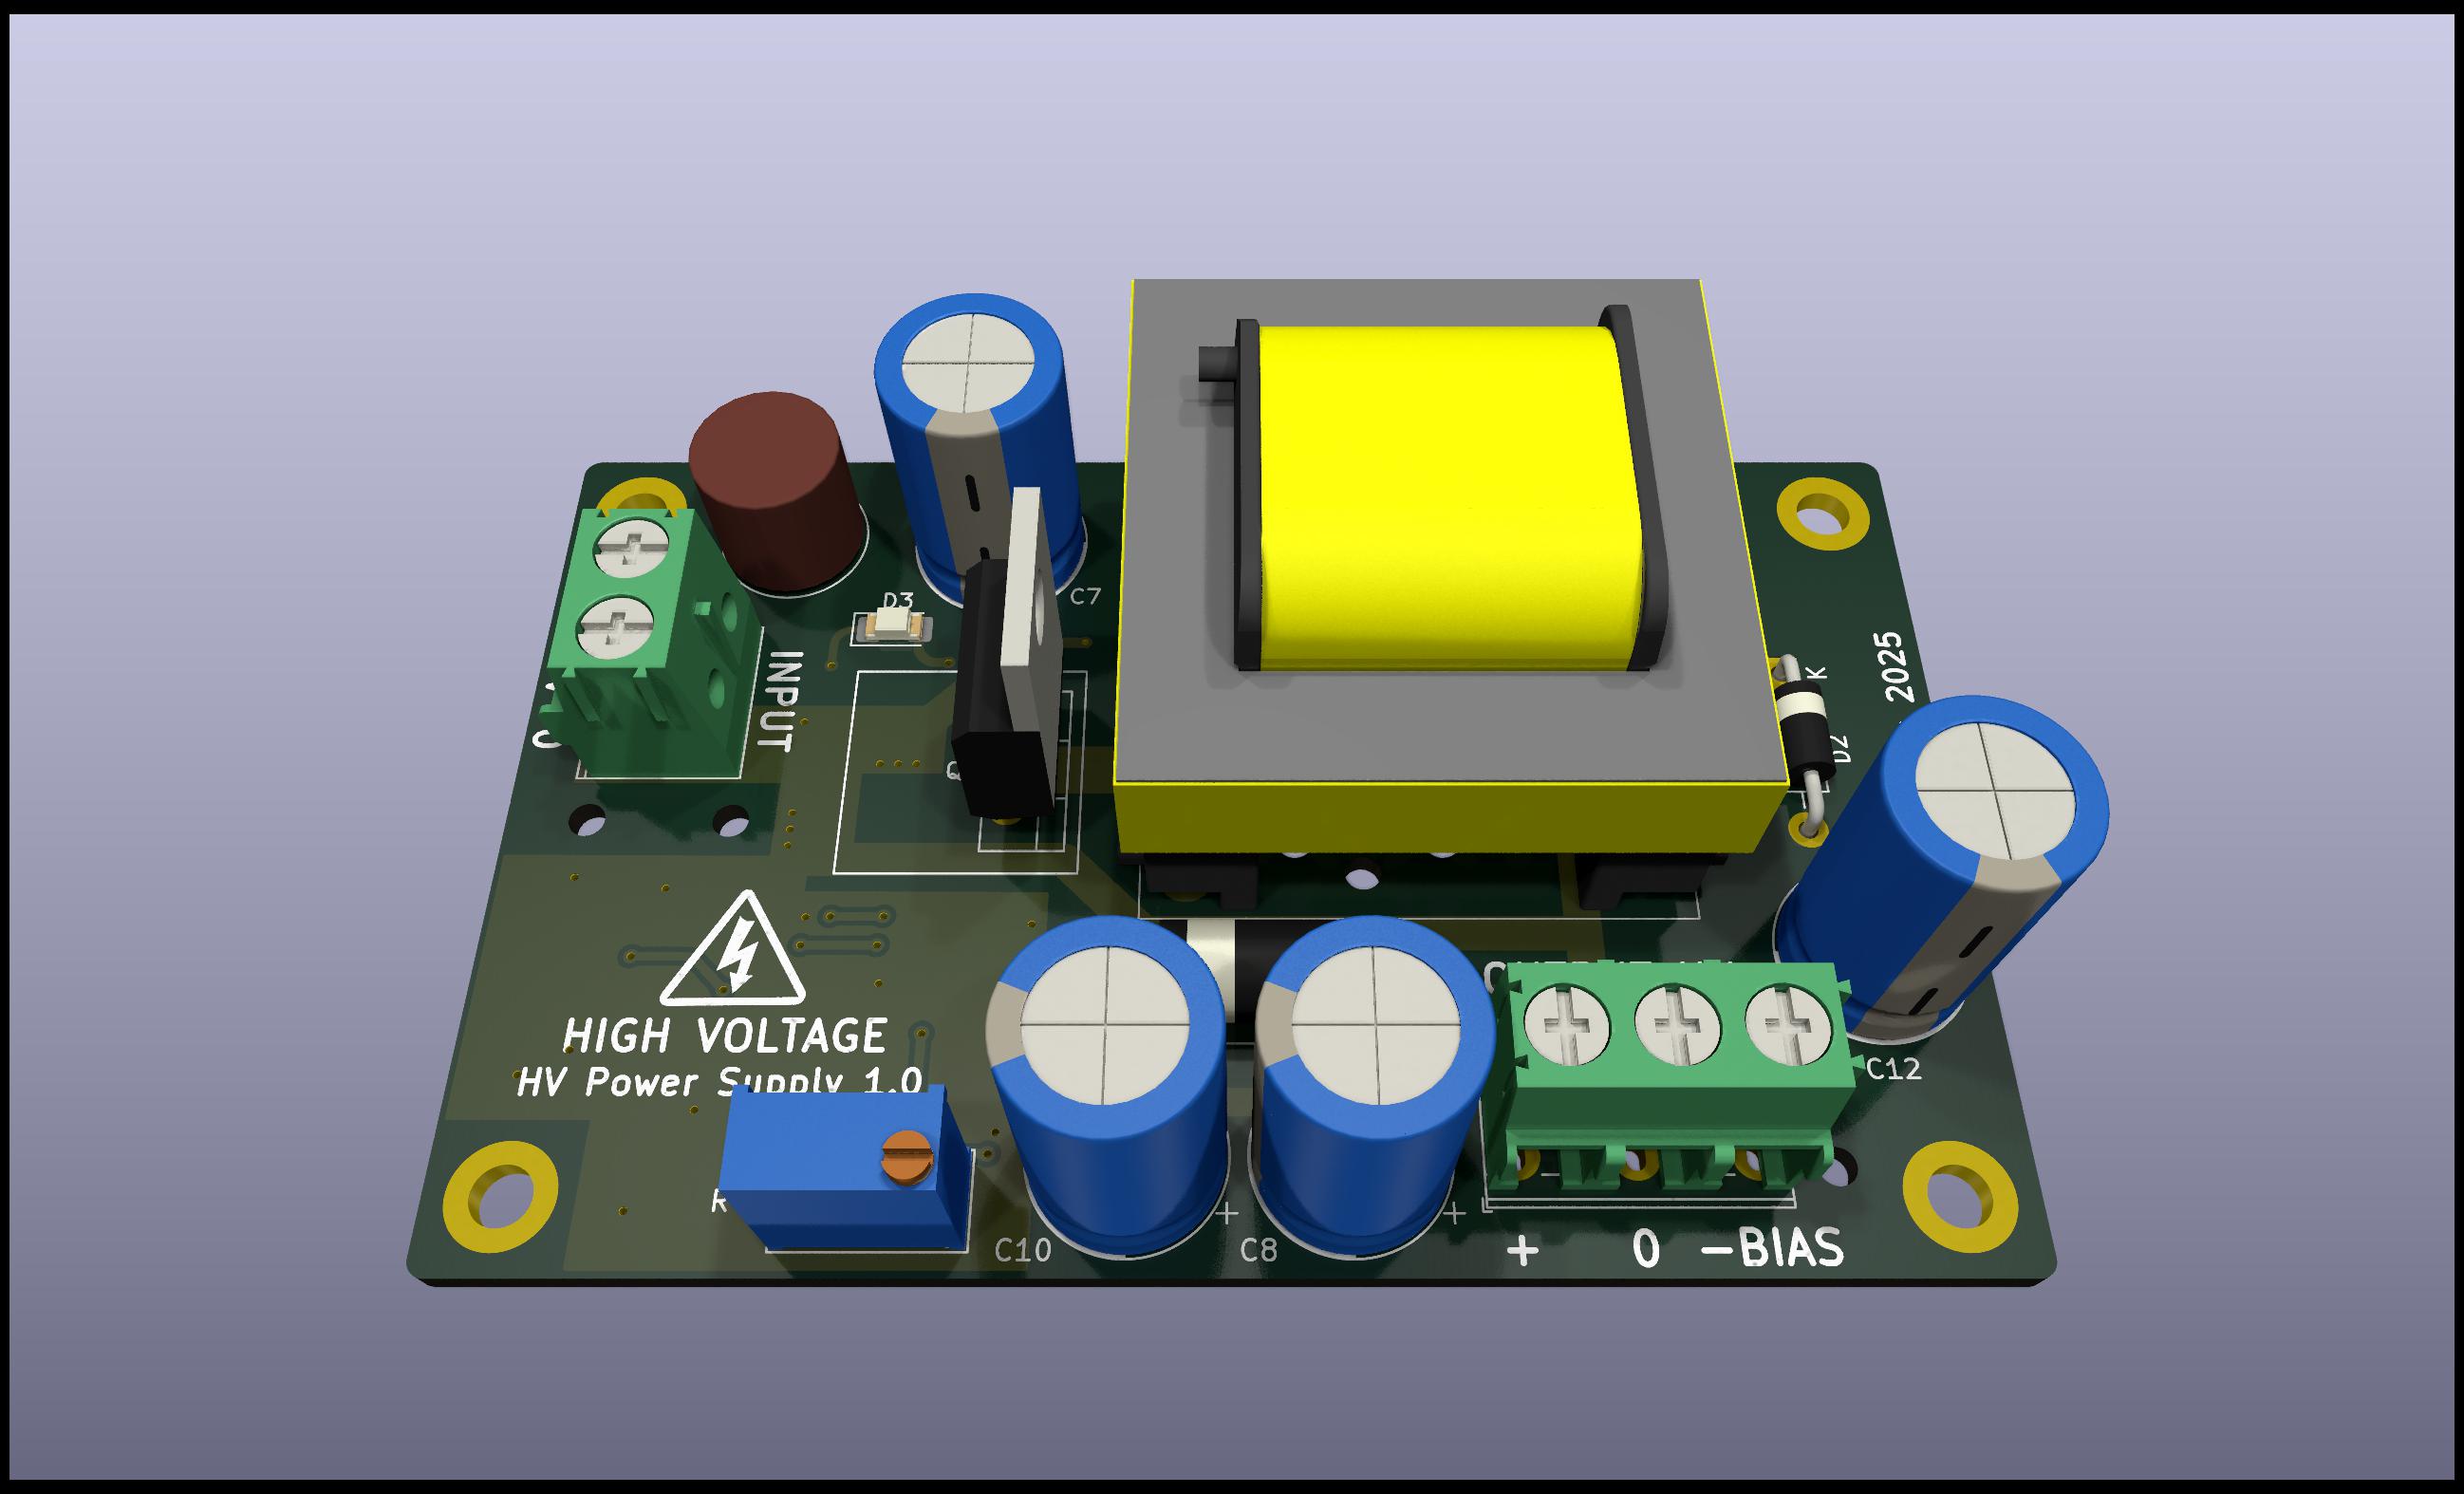 D3
C7
INPUT
K
2025
D2
HIGH VOLTAGE
HV Power Supply 1.0
C12
C10
+
C8
+
+ 0 -BIAS